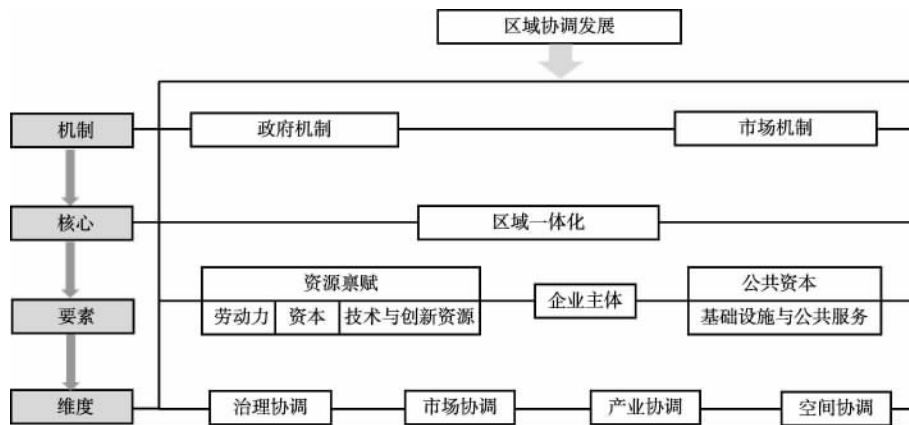 区域协调发展
机制
政府机制
市场机制
核心
区域一体化
要素
资源禀赋
劳动力
资本
技术与创新资源
企业主体
公共资本
基础设施与公共服务
维度
治理协调
市场协调
产业协调
空间协调